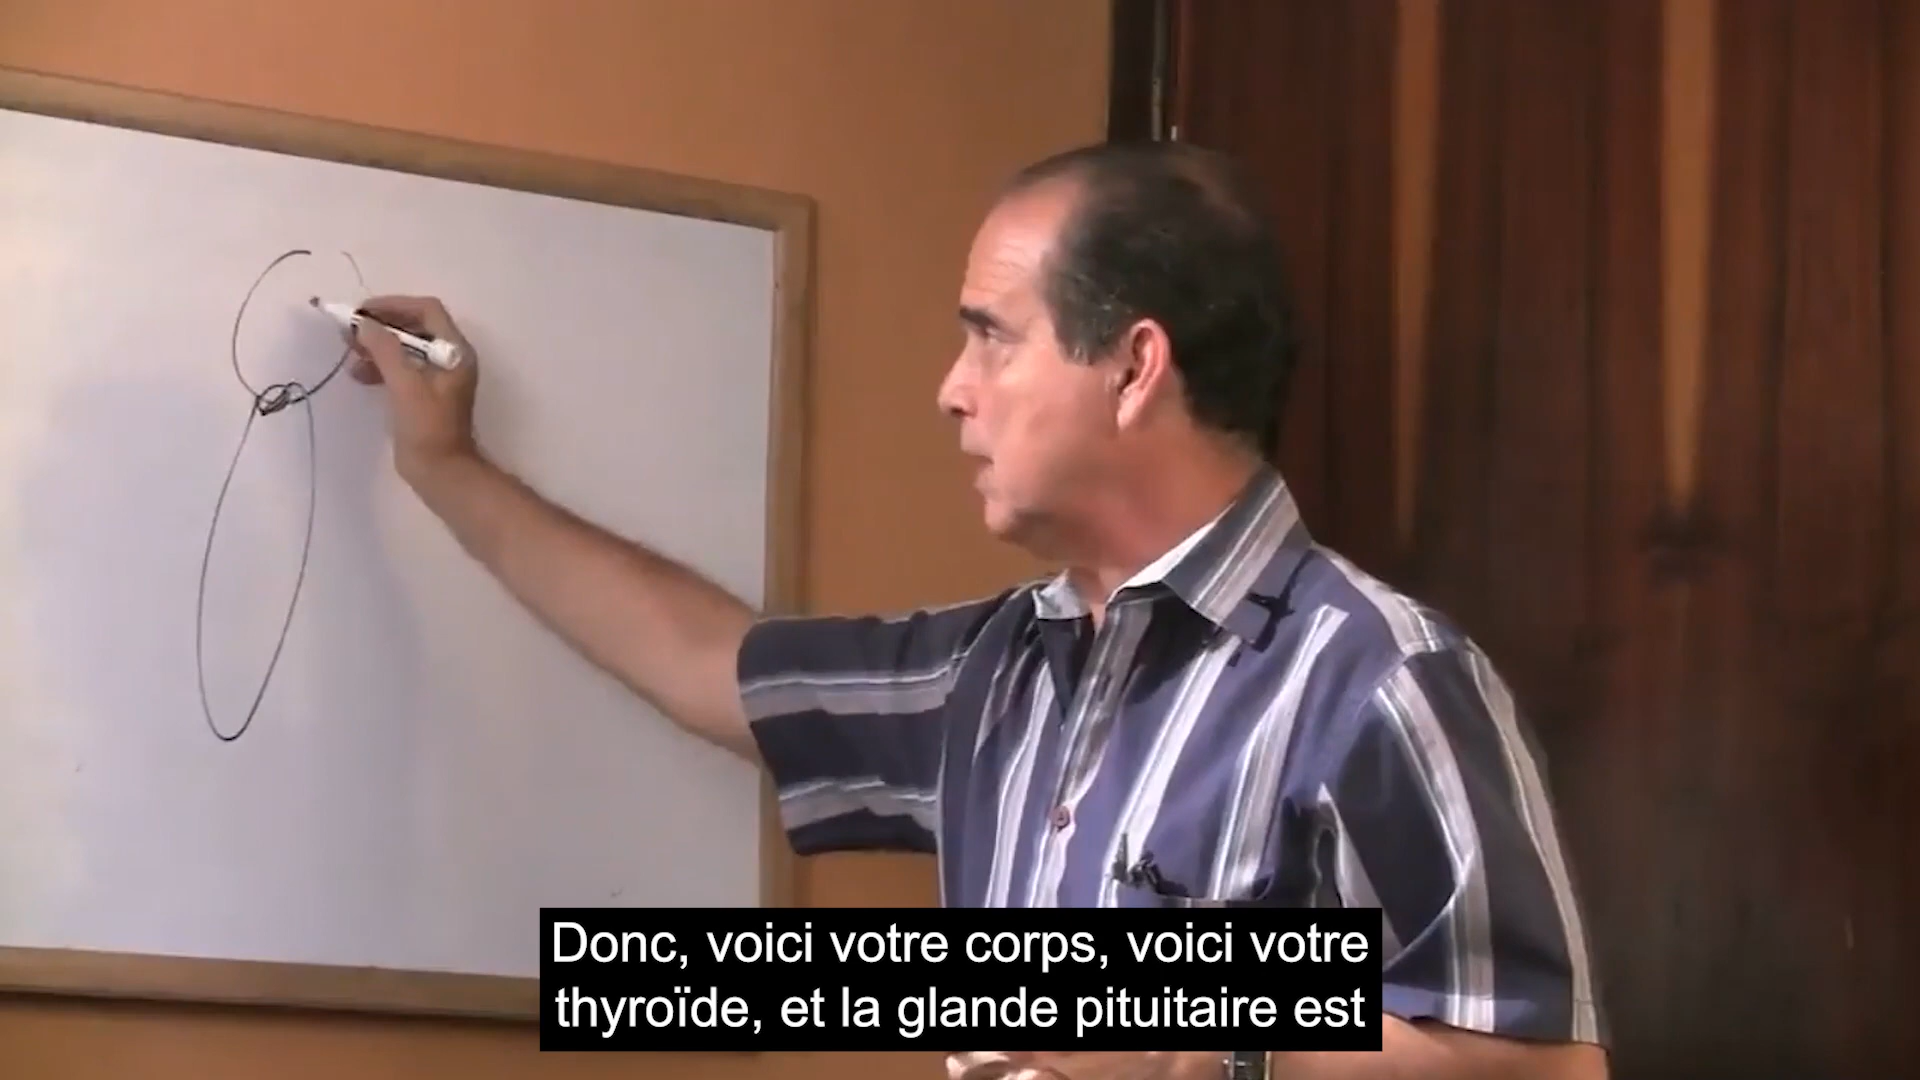 Donc, voici votre corps, voici votre
thyroïde, et la glande pituitaire est